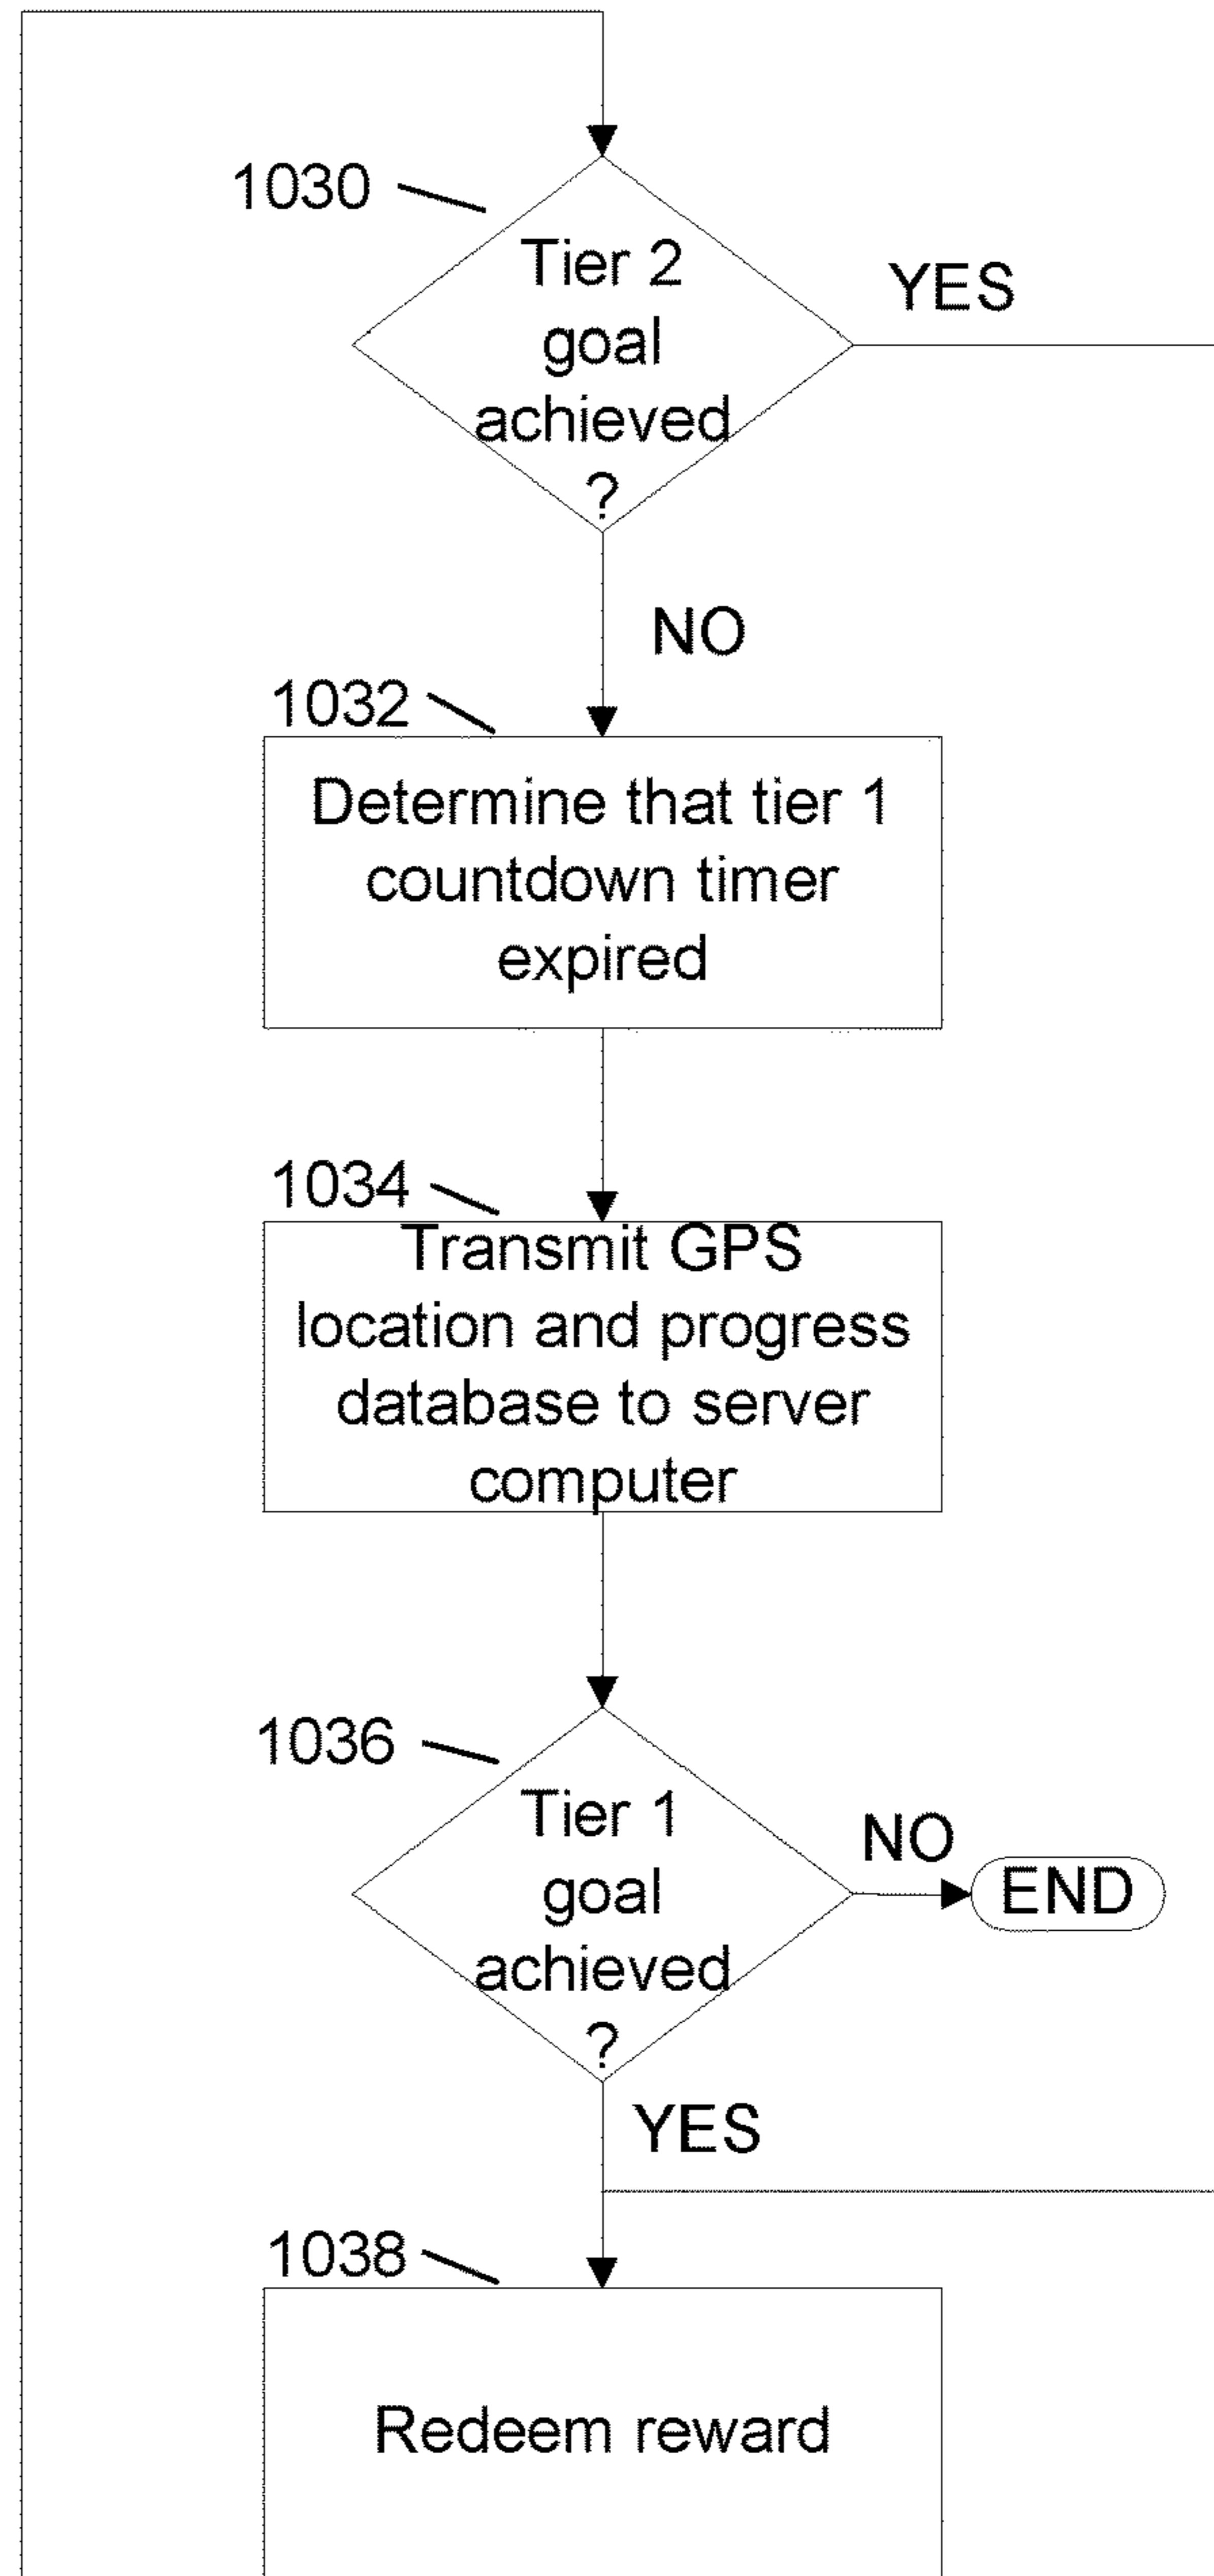 1030
Tier 2
goal
achieved
?
YES
NO
1032
Determine that tier 1
countdown timer
expired
1034
Transmit GPS
location and progress
database to server
computer
1036
Tier 1
goal
achieved
?
NO
END
YES
1038
Redeem reward